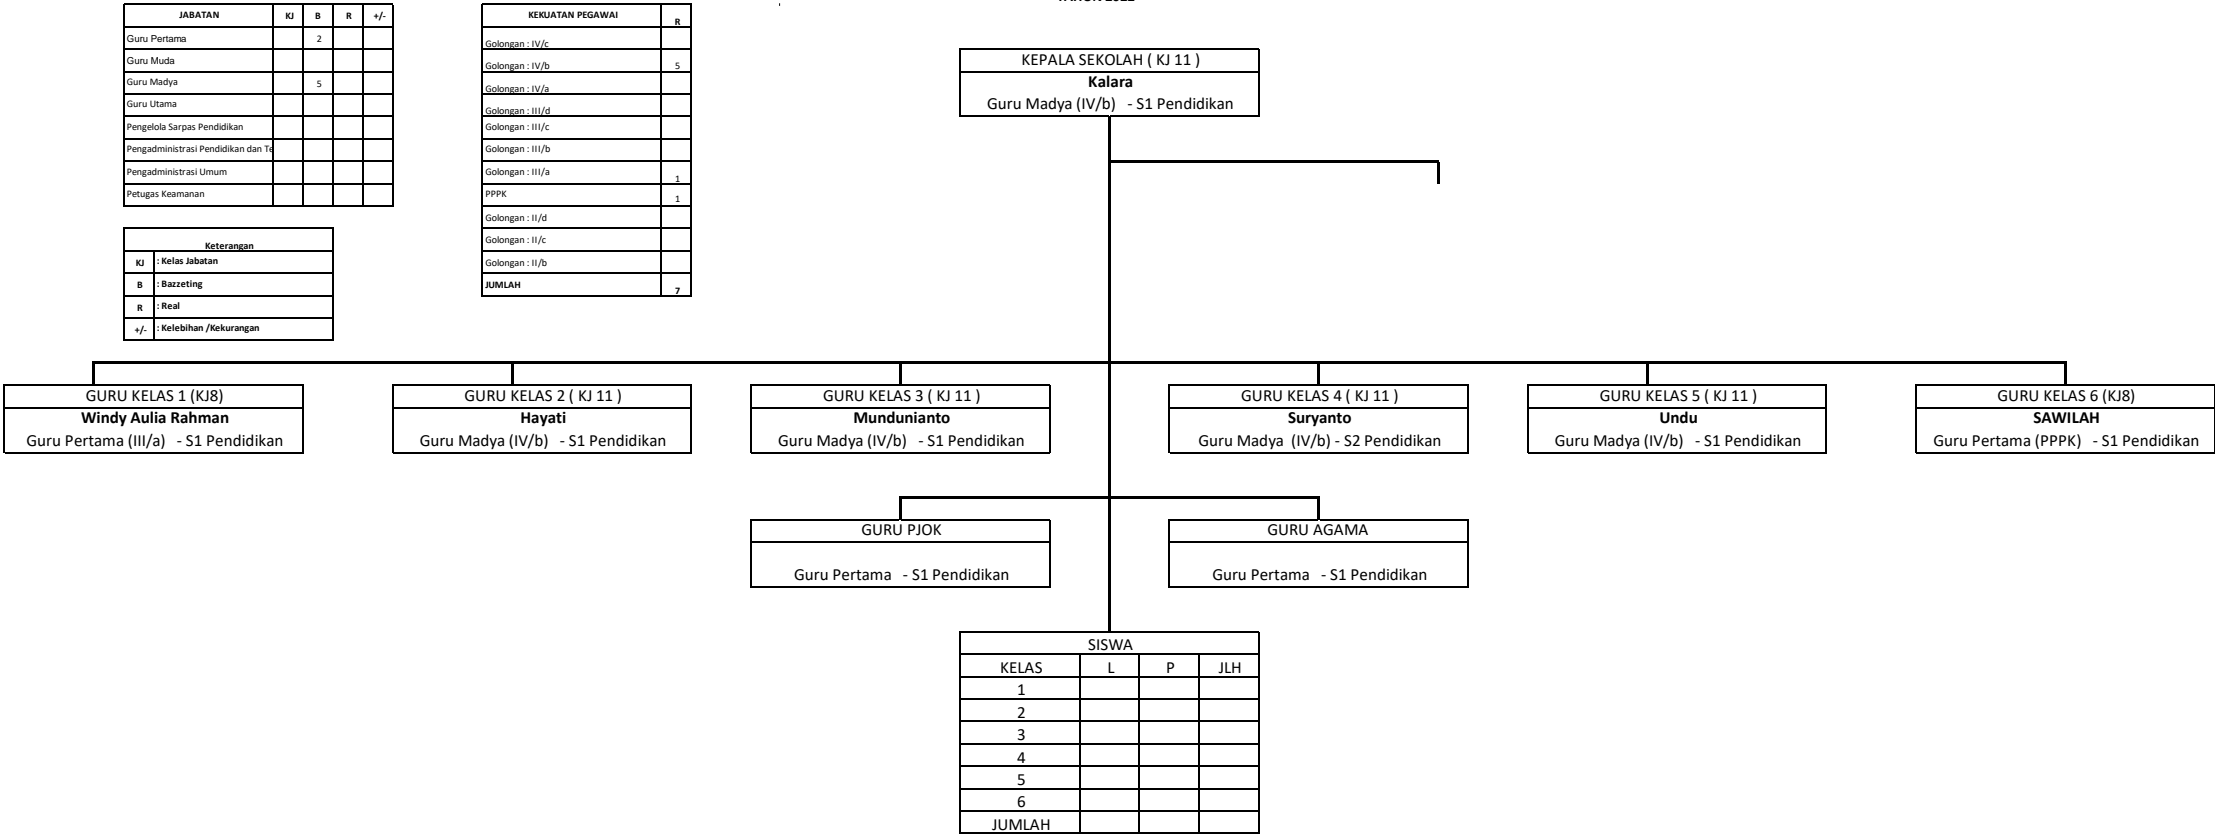 TAHUN 2022
JABATAN KJ B R +/-
Guru Pertama 2
Guru Muda
Guru Madya 5
Guru Utama
Pengelola Sarpas Pendidikan
Pengadministrasi Pendidikan dan Te
Pengadministrasi Umum
Petugas Keamanan
KEKUATAN PEGAWAI R
Golongan : IV/c
Golongan : IV/b 5
Golongan : IV/a
Golongan : III/d
Golongan : III/c
Golongan : III/b
Golongan : III/a 1
PPPK 1
Golongan : II/d
Golongan : II/c
Golongan : II/b
JUMLAH 7
Keterangan
KJ : Kelas Jabatan
B : Bazzeting
R : Real
+/- : Kelebihan /Kekurangan
KEPALA SEKOLAH ( KJ 11 )
Kalara
Guru Madya (IV/b) - S1 Pendidikan
GURU KELAS 1 (KJ8)
Windy Aulia Rahman
Guru Pertama (III/a) - S1 Pendidikan
GURU KELAS 2 ( KJ 11 )
Hayati
Guru Madya (IV/b) - S1 Pendidikan
GURU KELAS 3 ( KJ 11 )
Mundunianto
Guru Madya (IV/b) - S1 Pendidikan
GURU KELAS 4 ( KJ 11 )
Suryanto
Guru Madya (IV/b) - S2 Pendidikan
GURU KELAS 5 ( KJ 11 )
Undu
Guru Madya (IV/b) - S1 Pendidikan
GURU KELAS 6 (KJ8)
SAWILAH
Guru Pertama (PPPK) - S1 Pendidikan
GURU PJOK
Guru Pertama - S1 Pendidikan
GURU AGAMA
Guru Pertama - S1 Pendidikan
SISWA
KELAS L P JLH
1
2
3
4
5
6
JUMLAH